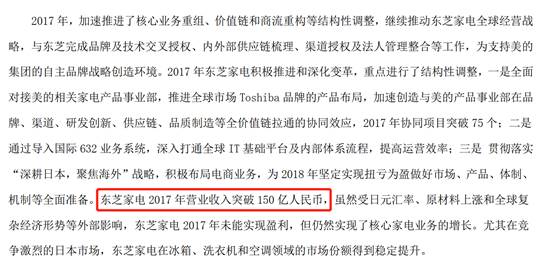 2017 年,加速推进了核心业务重组、价值链和商流重构等结构性调整,继续推动东芝家电全球经营战
略,与东芝完成品牌及技术交叉授权、内外部供应链梳理、渠道授权及法人管理整合等工作,为支持美的
集团的自主品牌战略创造环境。2017 年东芝家电积极推进和深化变革,重点进行了结构性调整,一是全面
对接美的相关家电产品事业部,推进全球市场 Toshiba 品牌的产品布局,加速创造与美的产品事业部在品
牌、渠道、研发创新、供应链、品质制造等全价值链拉通的协同效应,2017 年协同项目突破 75 个;二是
通过导入国际 632 业务系统,深入打通全球 IT 基础平台及内部体系流程,提高运营效率;三是 贯彻落实
“深耕日本,聚焦海外”战略,积极布局电商业务,为 2018 年坚定实现扭亏为盈做好市场、产品、体制、
机制等全面准备。东芝家电 2017 年营业收入突破 150 亿人民币,虽然受日元汇率、原材料上涨和全球复
杂经济形势等外部影响,东芝家电 2017 年未能实现盈利,但仍然实现了核心家电业务的增长。尤其在竞
争激烈的日本市场,东芝家电在冰箱、洗衣机和空调领域的市场份额得到稳定提升。